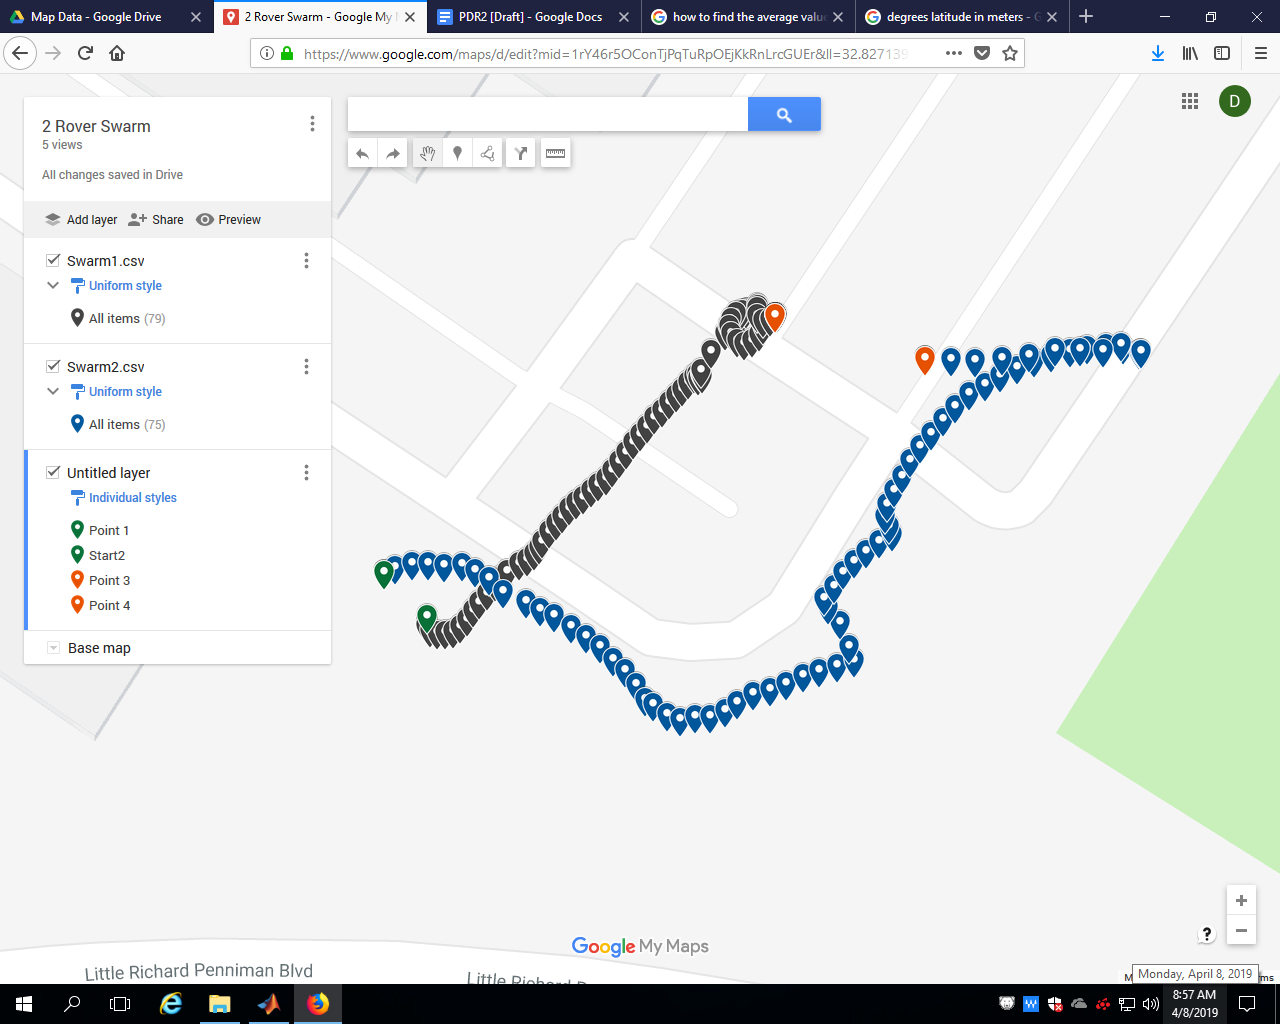 Map Data - Google Drive
2 Rover Swarm - Google My
PDR2 [Draft] - Google Docs
how to find the average valu
degrees latitude in meters - G
https://www.google.com/maps/d/edit?mid=1rY46r5OConTjPqTuRpOEjKkRnLrcGUEr&ll=32.827139
D
2 Rover Swarm
5 views
All changes saved in Drive
Add layer
Share
Preview
Swarm1.csv
Uniform style
All items (79)
Swarm2.csv
Uniform style
All items (75)
Untitled layer
Individual styles
Point 1
Start2
Point 3
Point 4
Base map
Google My Maps
Little Richard Penniman Blvd
Little Ri
?
Monday, April 8, 2019
8:57 AM
4/8/2019